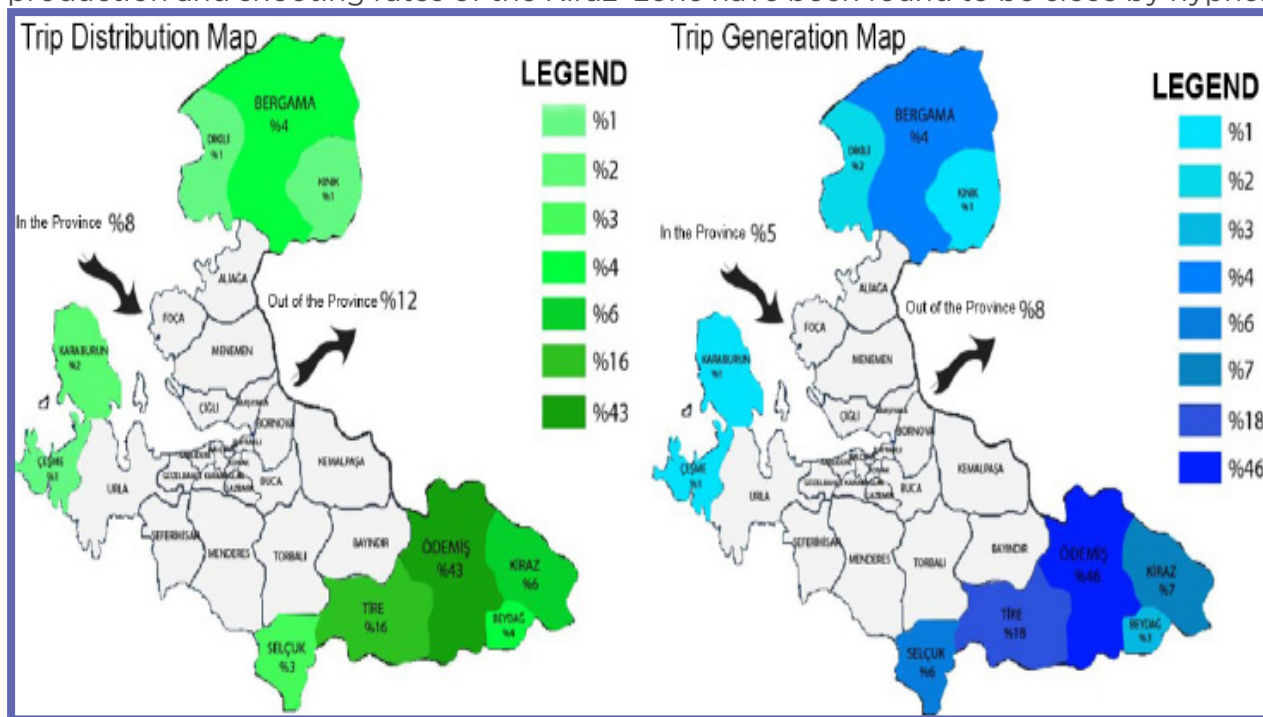 Trip Distribution Map
LEGEND
%1
%2
%3
%4
%6
%16
%43
BERGAMA
%4
DİKİLİ
%1
KINIK
%1
In the Province %8
ALİAĞA
Out of the Province %12
FOÇA
MENEMEN
KARABURUN
%2
ÇİĞLİ
BORNOVA
ÇEŞME
URLA
BUCA
KEMALPAŞA
SEFERİHİSAR
MENDERES
TORBALI
BAYINDIR
ÖDEMİŞ
%43
KİRAZ
%6
TİRE
%16
BEYDAĞ
%4
SELÇUK
%3
Trip Generation Map
LEGEND
%1
%2
%3
%4
%6
%7
%18
%46
BERGAMA
%4
DİKİLİ
%2
KINIK
%1
In the Province %5
ALİAĞA
Out of the Province %8
FOÇA
MENEMEN
KARABURUN
%1
ÇİĞLİ
BORNOVA
ÇEŞME
%1
URLA
BUCA
KEMALPAŞA
SEFERİHİSAR
MENDERES
TORBALI
BAYINDIR
ÖDEMİŞ
%46
KİRAZ
%7
TİRE
%18
BEYDAĞ
%3
SELÇUK
%6